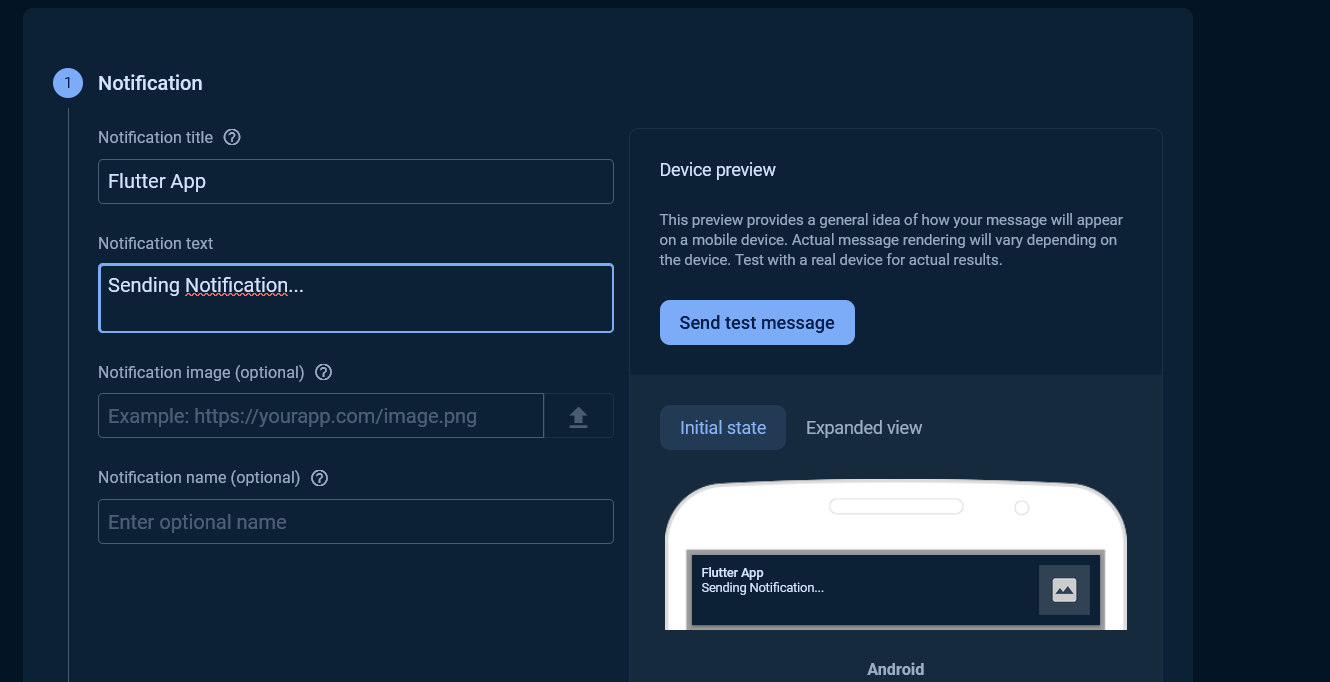 1 Notification
Notification title ?
Flutter App
Notification text
Sending Notification...
Notification image (optional) ?
Example: https://yourapp.com/image.png
Notification name (optional) ?
Enter optional name
Device preview
This preview provides a general idea of how your message will appear
on a mobile device. Actual message rendering will vary depending on
the device. Test with a real device for actual results.
Send test message
Initial state
Expanded view
Flutter App
Sending Notification...
Android